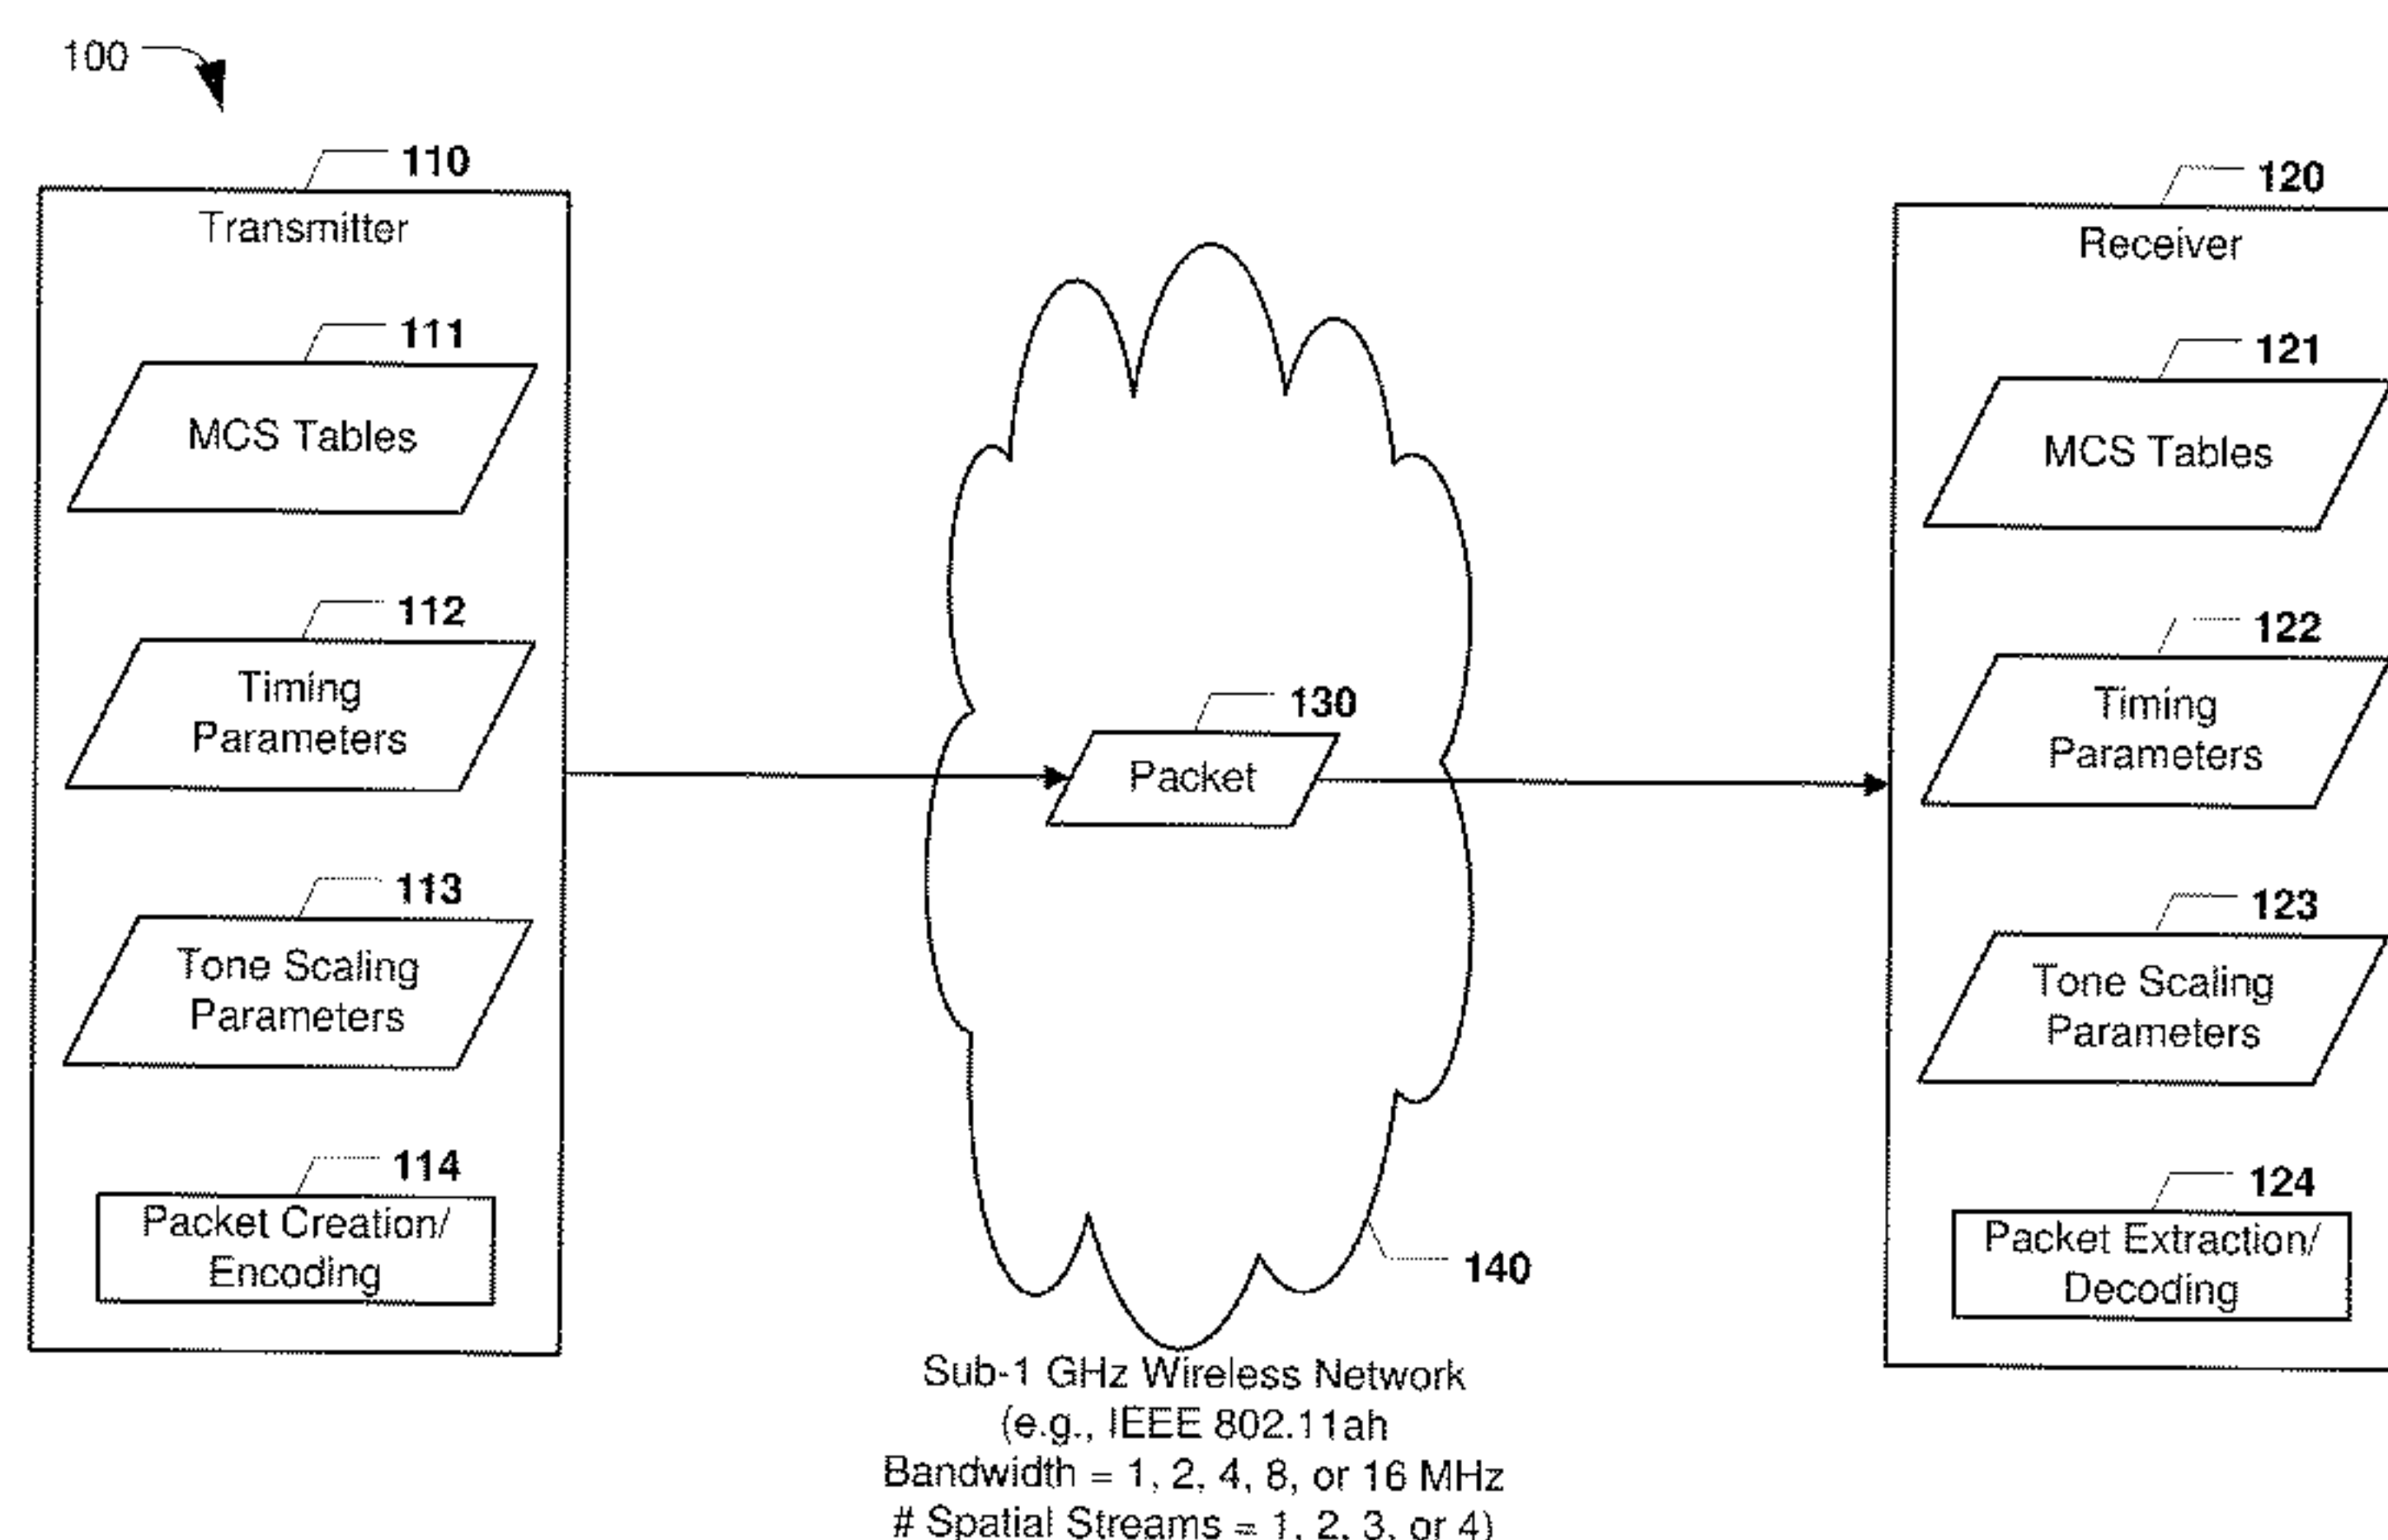 100
110
Transmitter
111
MCS Tables
112
Timing
Parameters
113
Tone Scaling
Parameters
114
Packet Creation/
Encoding
130
Packet
140
Sub-1 GHz Wireless Network
(e.g., IEEE 802.11ah
Bandwidth = 1, 2, 4, 8, or 16 MHz
# Spatial Streams = 1, 2, 3, or 4)
120
Receiver
121
MCS Tables
122
Timing
Parameters
123
Tone Scaling
Parameters
124
Packet Extraction/
Decoding